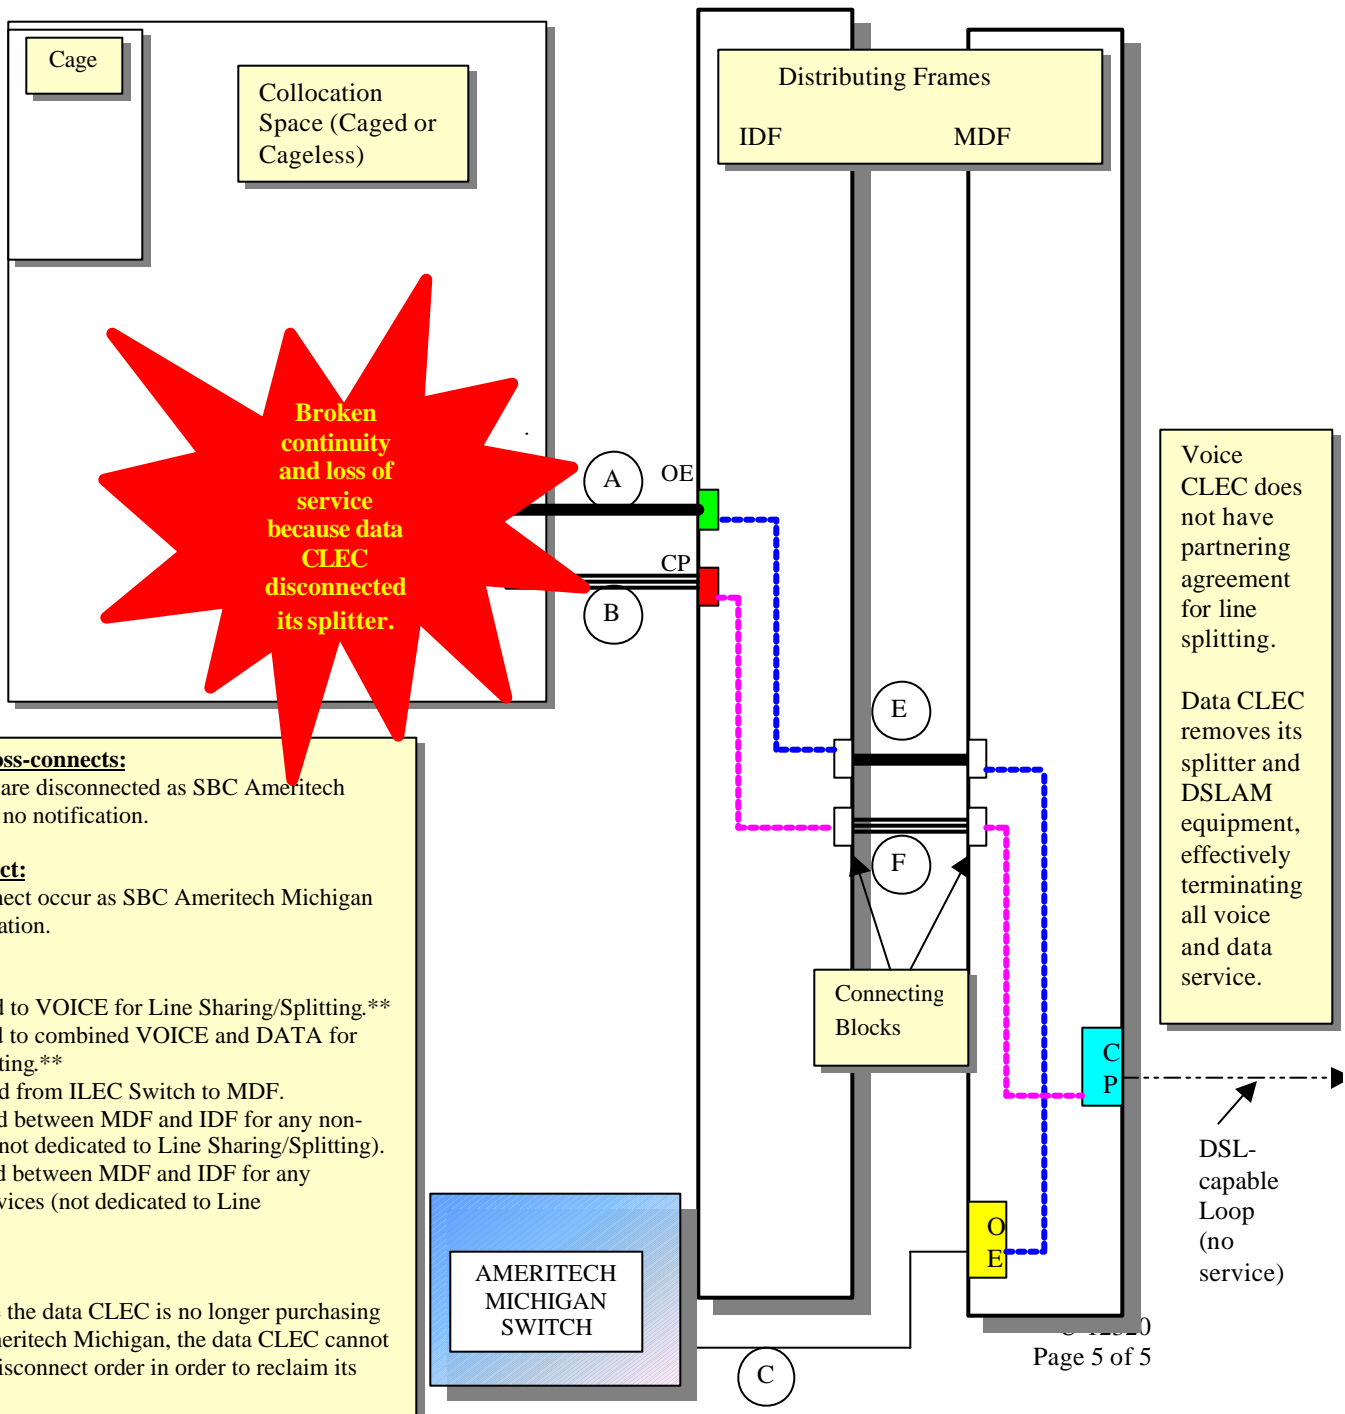 Cage
Collocation
Space (Caged or
Cageless)
Distributing Frames
IDF MDF
Broken
continuity
and loss of
service
because data
CLEC
disconnected
its splitter.
A
OE
CP
B
E
F
Connecting
Blocks
Voice
CLEC does
not have
partnering
agreement
for line
splitting.
Data CLEC
removes its
splitter and
DSLAM
equipment,
effectively
terminating
all voice
and data
service.
C
P
DSL-
capable
Loop
(no
service)
O
E
AMERITECH
MICHIGAN
SWITCH
C
oss-connects:
are disconnected as SBC Ameritech
no notification.
ct:
nect occur as SBC Ameritech Michigan
ation.
d to VOICE for Line Sharing/Splitting.**
d to combined VOICE and DATA for
tting.**
d from ILEC Switch to MDF.
d between MDF and IDF for any non-
not dedicated to Line Sharing/Splitting).
d between MDF and IDF for any
vices (not dedicated to Line
e the data CLEC is no longer purchasing
meritech Michigan, the data CLEC cannot
disconnect order in order to reclaim its
Page 5 of 5